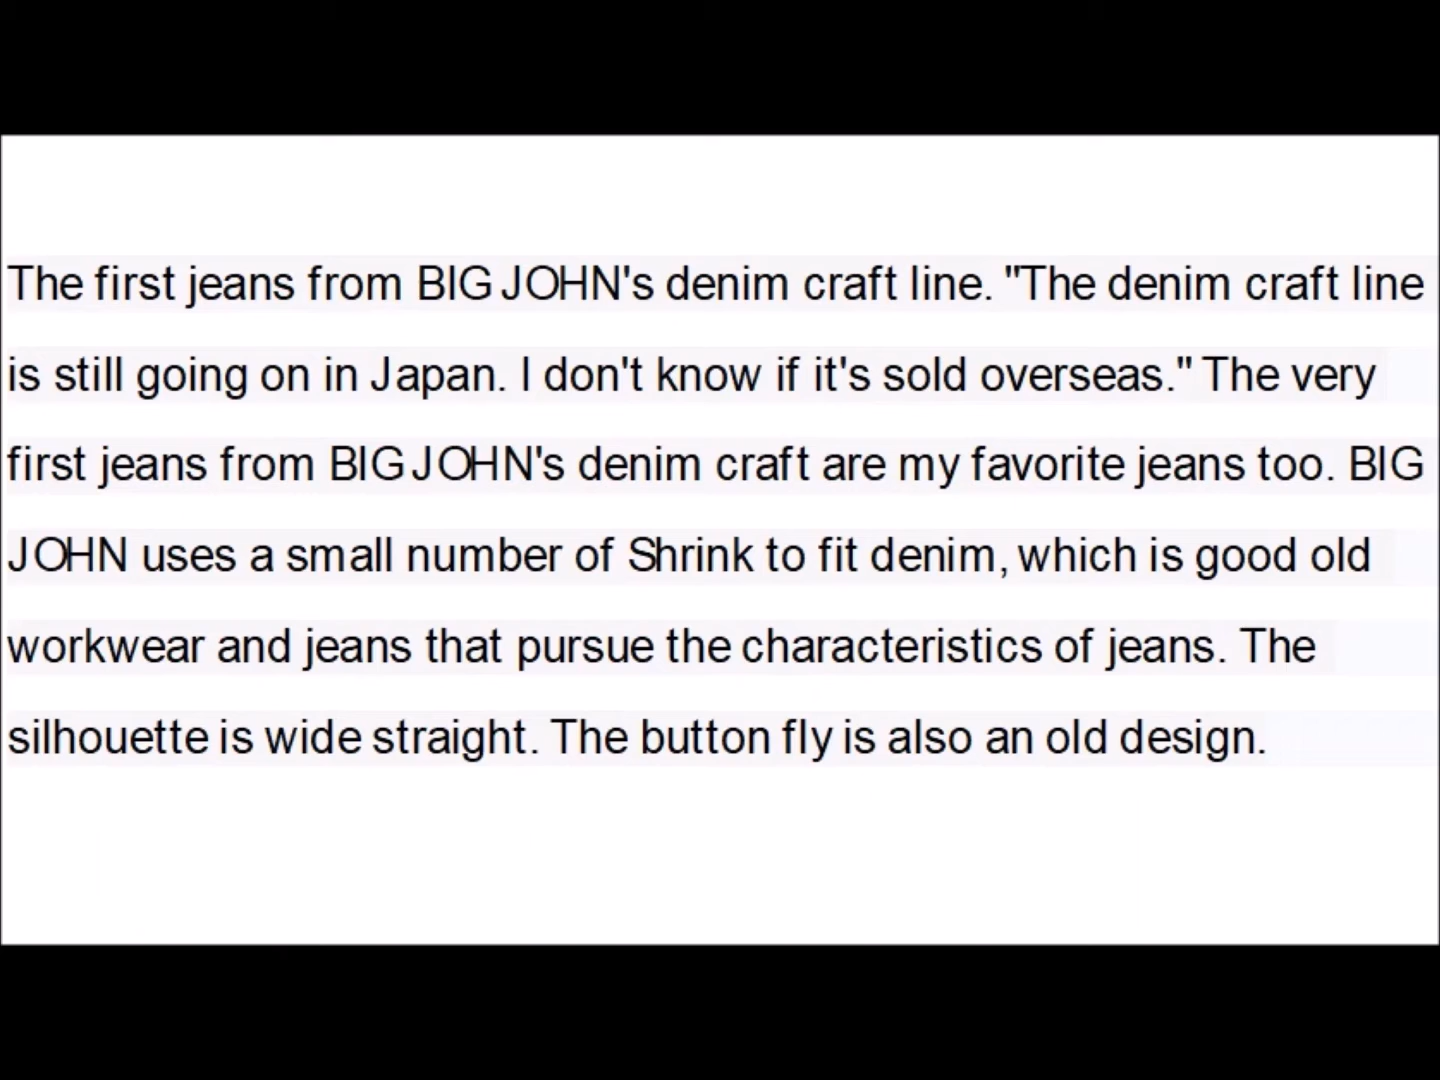 The first jeans from BIG JOHN's denim craft line. "The denim craft line
is still going on in Japan. I don't know if it's sold overseas." The very
first jeans from BIG JOHN's denim craft are my favorite jeans too. BIG
JOHN uses a small number of Shrink to fit denim, which is good old
workwear and jeans that pursue the characteristics of jeans. The
silhouette is wide straight. The button fly is also an old design.